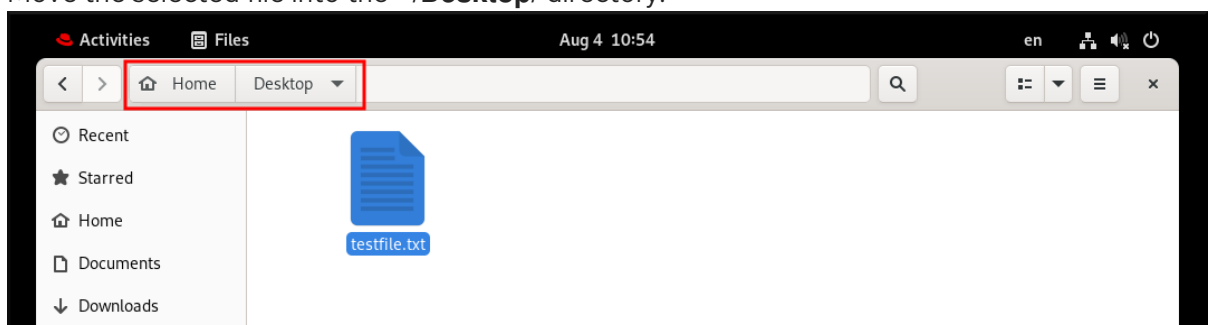 Move the selected file into the ~/Desktop/ directory.
Activities Files Aug 4 10:54 en
Home Desktop
Recent
Starred
Home
testfile.txt
Documents
Downloads